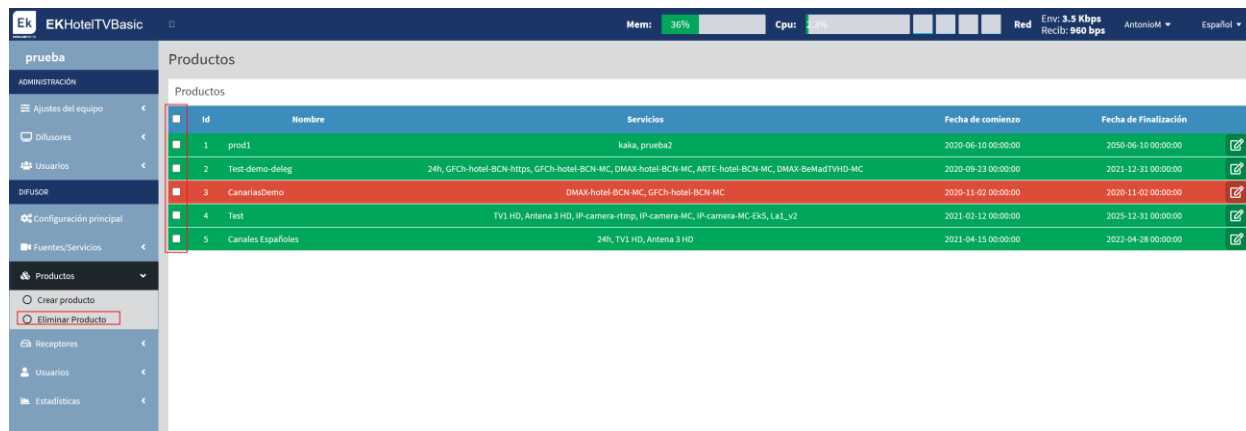 Ek EKHotelTVBasic Mem: 36% Cpu: 2.3% Red Env: 3.5 Kbps AntonioM Español
Recib: 960 bps
prueba Productos
ADMINISTRACIÓN
Productos
Ajustes del equipo
Id Nombre Servicios Fecha de comienzo Fecha de Finalización
Difusores
1 prod1 kaka, prueba2 2020-06-10 00:00:00 2050-06-10 00:00:00
Usuarios
2 Test-demo-deleg 24h, GFCh-hotel-BCN-https, GFCh-hotel-BCN-MC, DMAX-hotel-BCN-MC, ARTE-hotel-BCN-MC, DMAX-BeMadTVHD-MC 2020-09-23 00:00:00 2021-12-31 00:00:00
DIFUSOR
3 CanariasDemo DMAX-hotel-BCN-MC, GFCh-hotel-BCN-MC 2020-11-02 00:00:00 2020-11-02 00:00:00
Configuración principal
4 Test TV1 HD, Antena 3 HD, IP-camera-rtmp, IP-camera-MC, IP-camera-MC-EkS, La1_v2 2021-02-12 00:00:00 2025-12-31 00:00:00
Fuentes/Servicios
5 Canales Españoles 24h, TV1 HD, Antena 3 HD 2021-04-15 00:00:00 2022-04-28 00:00:00
Productos
Crear producto
Eliminar Producto
Receptores
Usuarios
Estadísticas